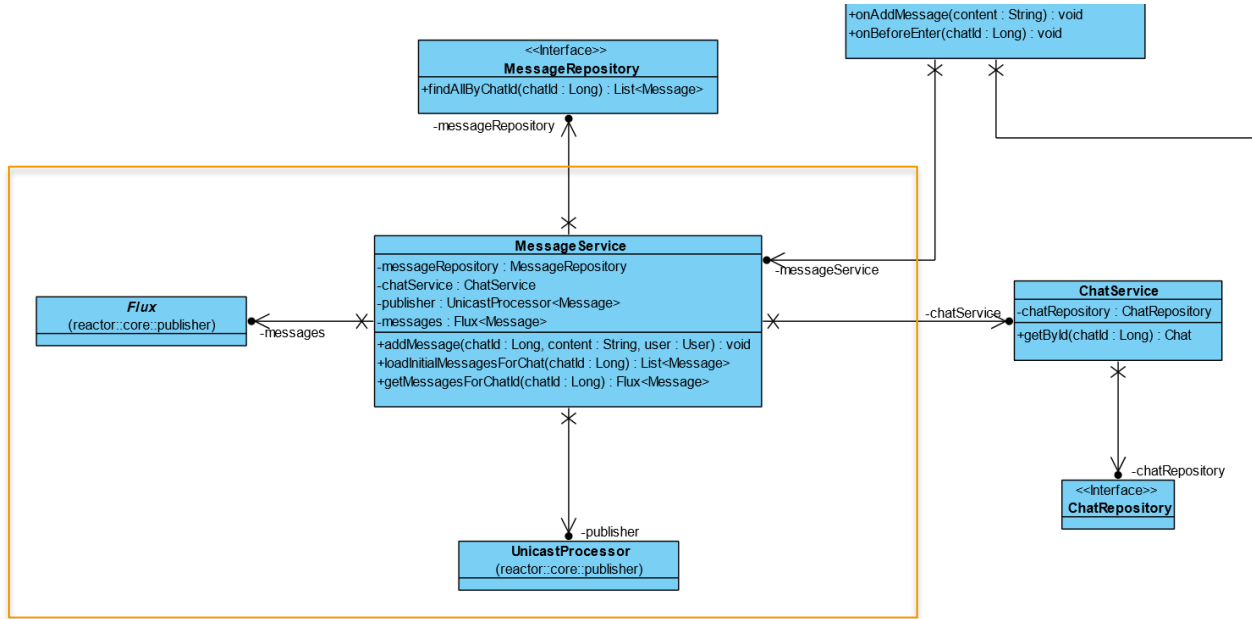 +onAddMessage(content : String) : void
+onBeforeEnter(chatId : Long) : void
<<Interface>>
MessageRepository
+findAllByChatId(chatId : Long) : List<Message>
-messageRepository
MessageService
-messageRepository : MessageRepository
-chatService : ChatService
-publisher : UnicastProcessor<Message>
-messages : Flux<Message>
+addMessage(chatId : Long, content : String, user : User) : void
+loadInitialMessagesForChat(chatId : Long) : List<Message>
+getMessagesForChatId(chatId : Long) : Flux<Message>
-messageService
Flux
(reactor::core::publisher)
-messages
-chatService
ChatService
-chatRepository : ChatRepository
+getById(chatId : Long) : Chat
-chatRepository
<<Interface>>
ChatRepository
-publisher
UnicastProcessor
(reactor::core::publisher)